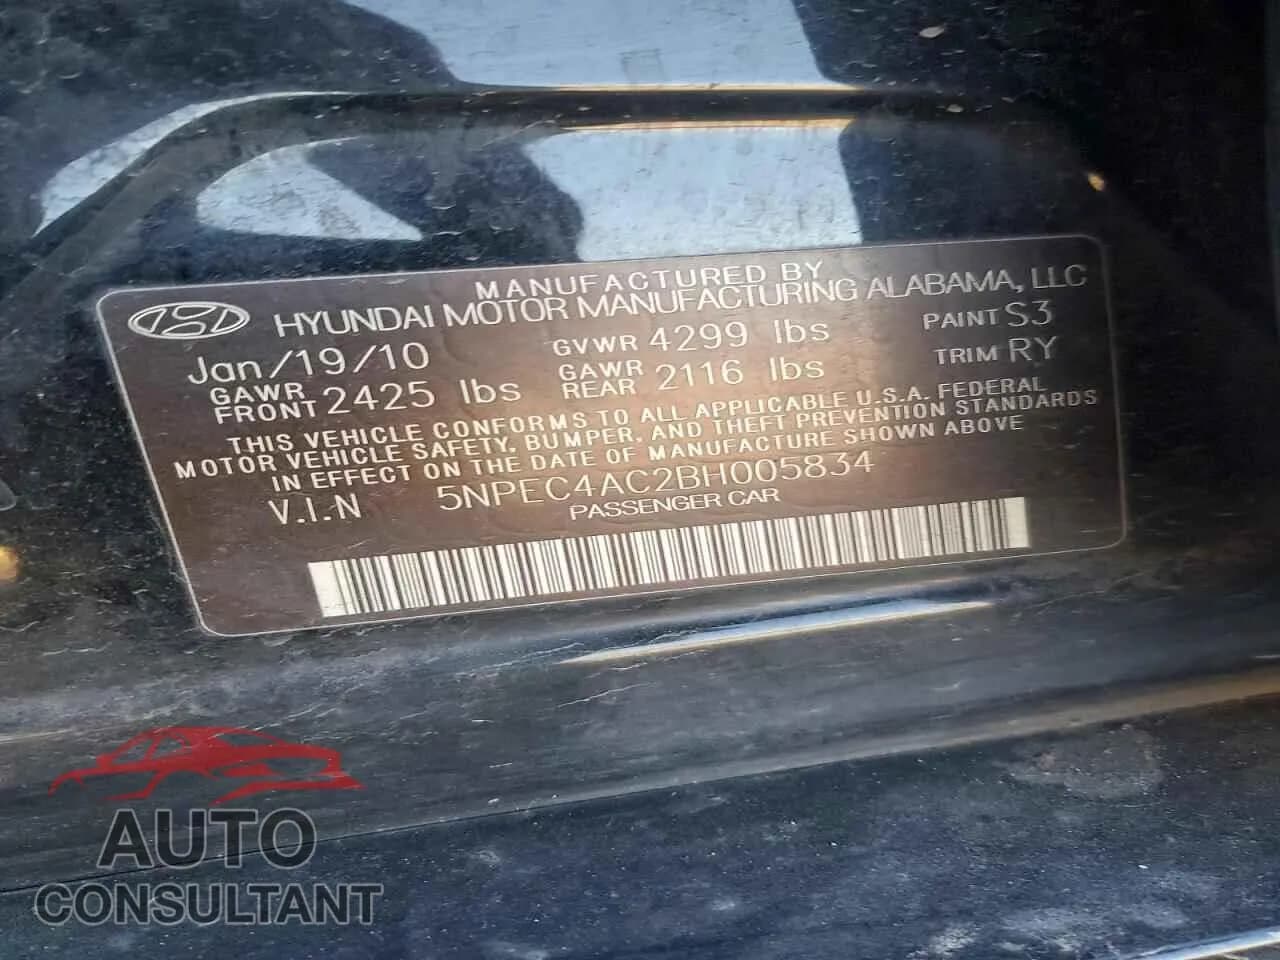 MANUFACTURED BY
HYUNDAI MOTOR MANUFACTURING ALABAMA, LLC
Jan/19/10 GVWR 4299 lbs PAINT S3
GAWR FRONT 2425 lbs GAWR REAR 2116 lbs TRIM RY
THIS VEHICLE CONFORMS TO ALL APPLICABLE U.S.A. FEDERAL
MOTOR VEHICLE SAFETY, BUMPER, AND THEFT PREVENTION STANDARDS
IN EFFECT ON THE DATE OF MANUFACTURE SHOWN ABOVE
V.I.N 5NPEC4AC2BH005834
PASSENGER CAR
AUTO
CONSULTANT